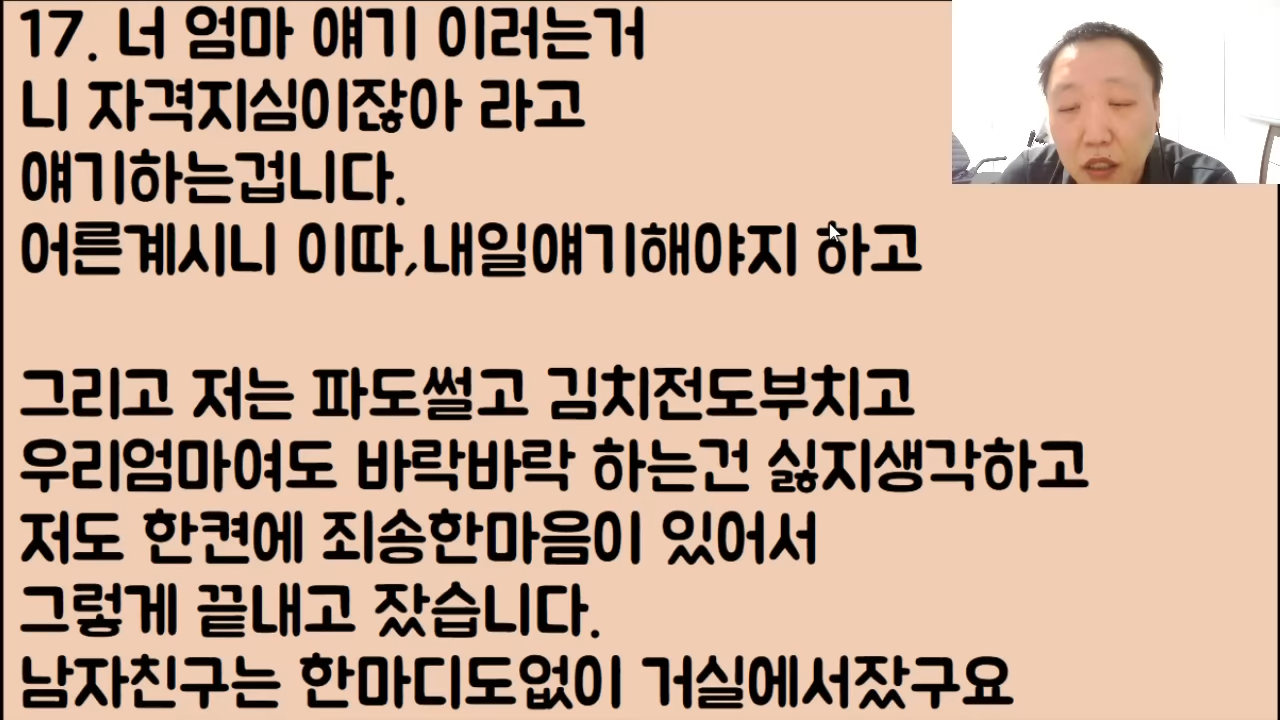 17. 너 엄마 얘기 이러는거
니 자격지심이잖아 라고
얘기하는겁니다.
어른계시니 이따,내일얘기해야지 하고
그리고 저는 파도썰고 김치전도부치고
우리엄마여도 바락바락 하는건 싫지생각하고
저도 한켠에 죄송한마음이 있어서
그렇게 끝내고 잤습니다.
남자친구는 한마디도없이 거실에서잤구요